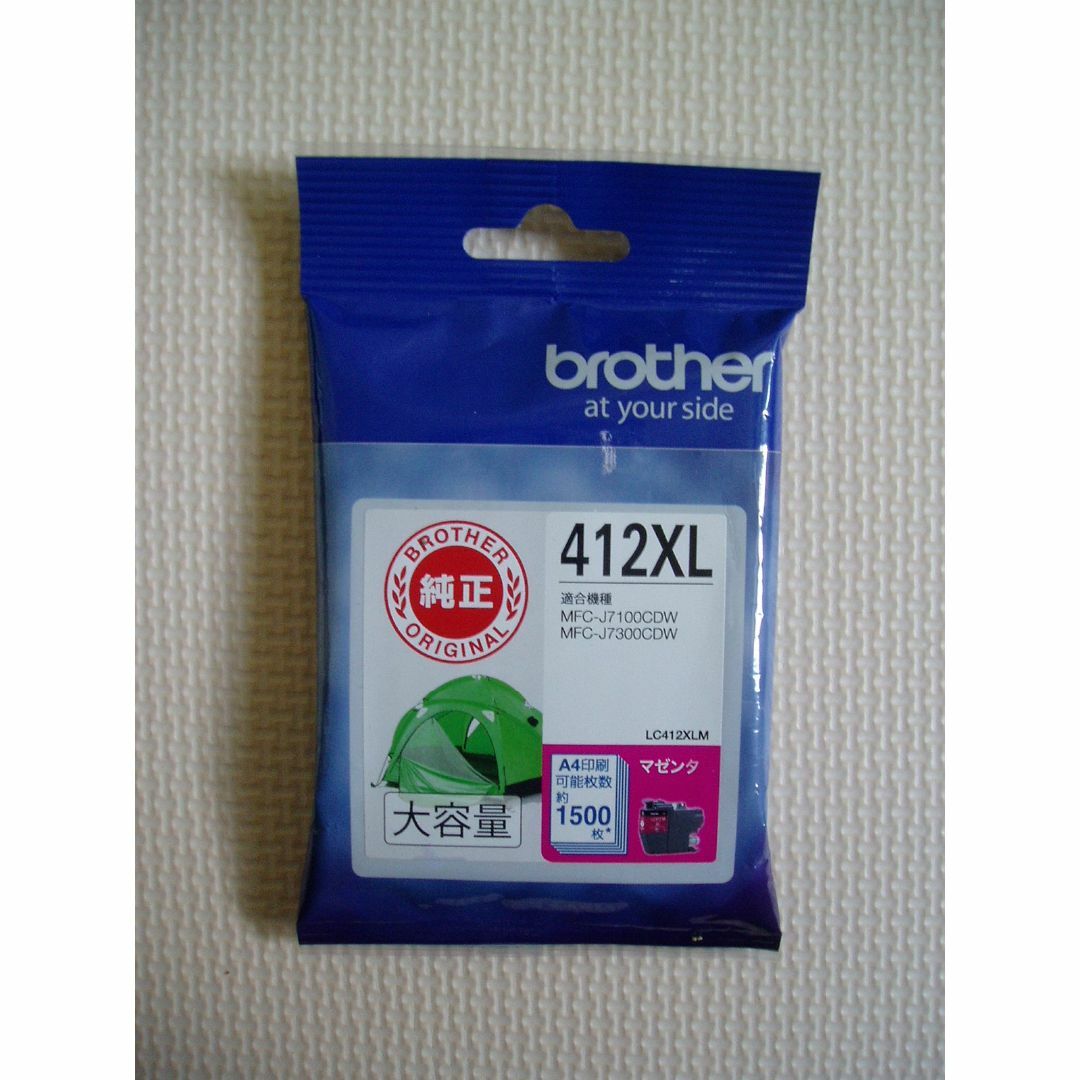 brother
at your side
BROTHER
純正
ORIGINAL
412XL
適合機種
MFC-J7100CDW
MFC-J7300CDW
LC412XLM
大容量
A4印刷
可能枚数
約
1500
枚*
マゼンタ